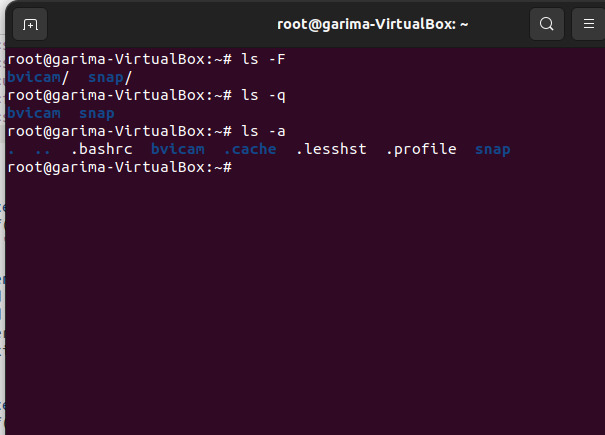 root@garima-VirtualBox: ~
root@garima-VirtualBox:~# ls -F
bvicam/  snap/
root@garima-VirtualBox:~# ls -q
bvicam  snap
root@garima-VirtualBox:~# ls -a
.  ..  .bashrc  bvicam  .cache  .lesshst  .profile  snap
root@garima-VirtualBox:~#